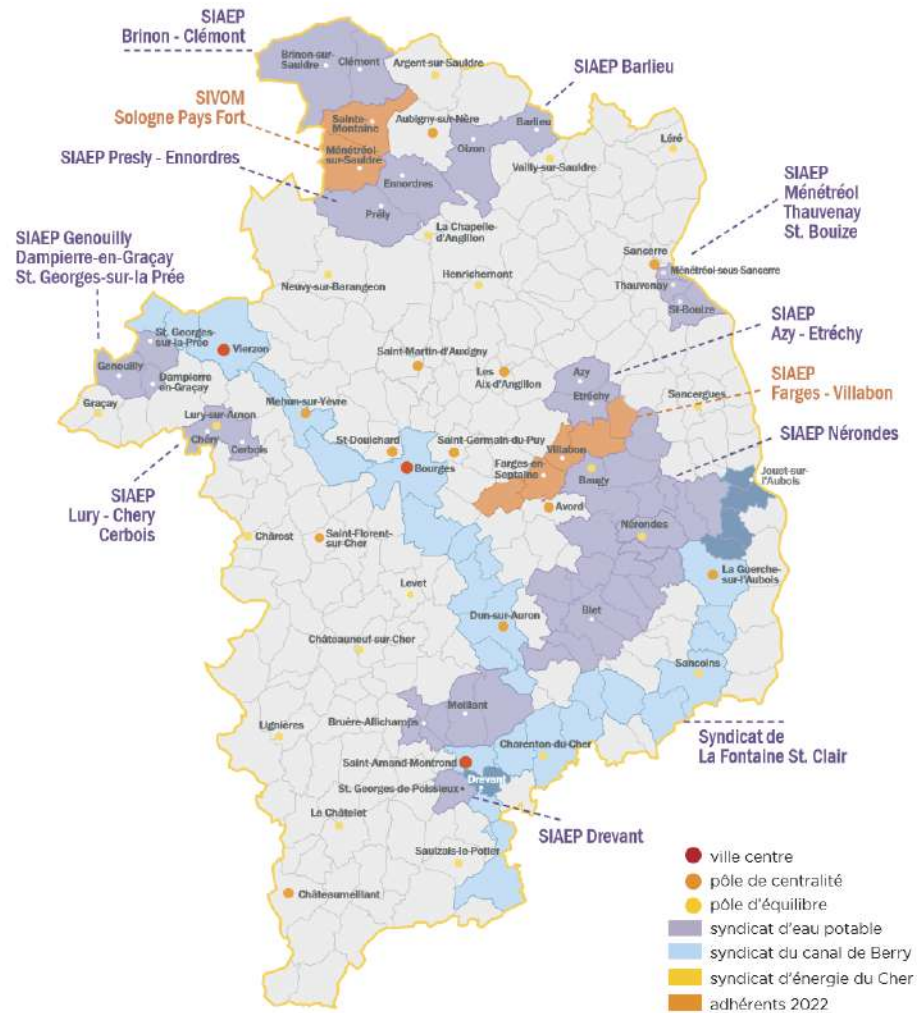 SIAEP
Brinon - Clémont
Brinon-sur-
Sauldre
Clémont
Argent-sur-Sauldre
SIAEP Barlieu
SIVOM
Sologne Pays Fort
Sainte-
Montaine
Aubigny-sur-Nère
Barlieu
Oizon
Léré
Ménétréol-
sur-Sauldre
Vailly-sur-Sauldre
SIAEP Presly - Ennordres
Ennordres
Prêly
SIAEP
Ménétréol
Thauvenay
St. Bouize
La Chapelle-
d'Angillon
SIAEP Genouilly
Dampierre-en-Graçay
St. Georges-sur-la Prée
Sancerre
Ménétréol-sous-Sancerre
Neuvy-sur-Barangeon
Henrichemont
Thauvenay
St-Bouize
SIAEP
Azy - Etréchy
St. Georges-
sur-la-Prée
Vierzon
Saint-Martin-d'Auxigny
Genouilly
Les
Aix-d'Angillon
Azy
Dampierre-
en-Graçay
SIAEP
Farges - Villabon
Graçay
Mehun-sur-Yèvre
Etréchy
Sancergues
Lury-sur-Arnon
Chéry
Cerbois
St-Doulchard
Saint-Germain-du-Puy
Villabon
SIAEP Nérondes
Bourges
Farges-en-
Septaine
Baugy
Jouet-sur-
l'Aubois
SIAEP
Lury - Chery
Cerbois
Avord
Chârost
Saint-Florent-
sur-Cher
Nérondes
La Guerche-
sur-l'Aubois
Levet
Dun-sur-Auron
Blet
Châteauneuf-sur-Cher
Sancoins
Meillant
Lignières
Bruère-Allichamps
Charenton-du-Cher
Syndicat de
La Fontaine St. Clair
Saint-Amand-Montrond
Drevant
St. Georges-de-Poissieux
Le Châtelet
SIAEP Drevant
Saulzais-le-Potier
Châteaumeillant
ville centre
pôle de centralité
pôle d'équilibre
syndicat d'eau potable
syndicat du canal de Berry
syndicat d'énergie du Cher
adhérents 2022